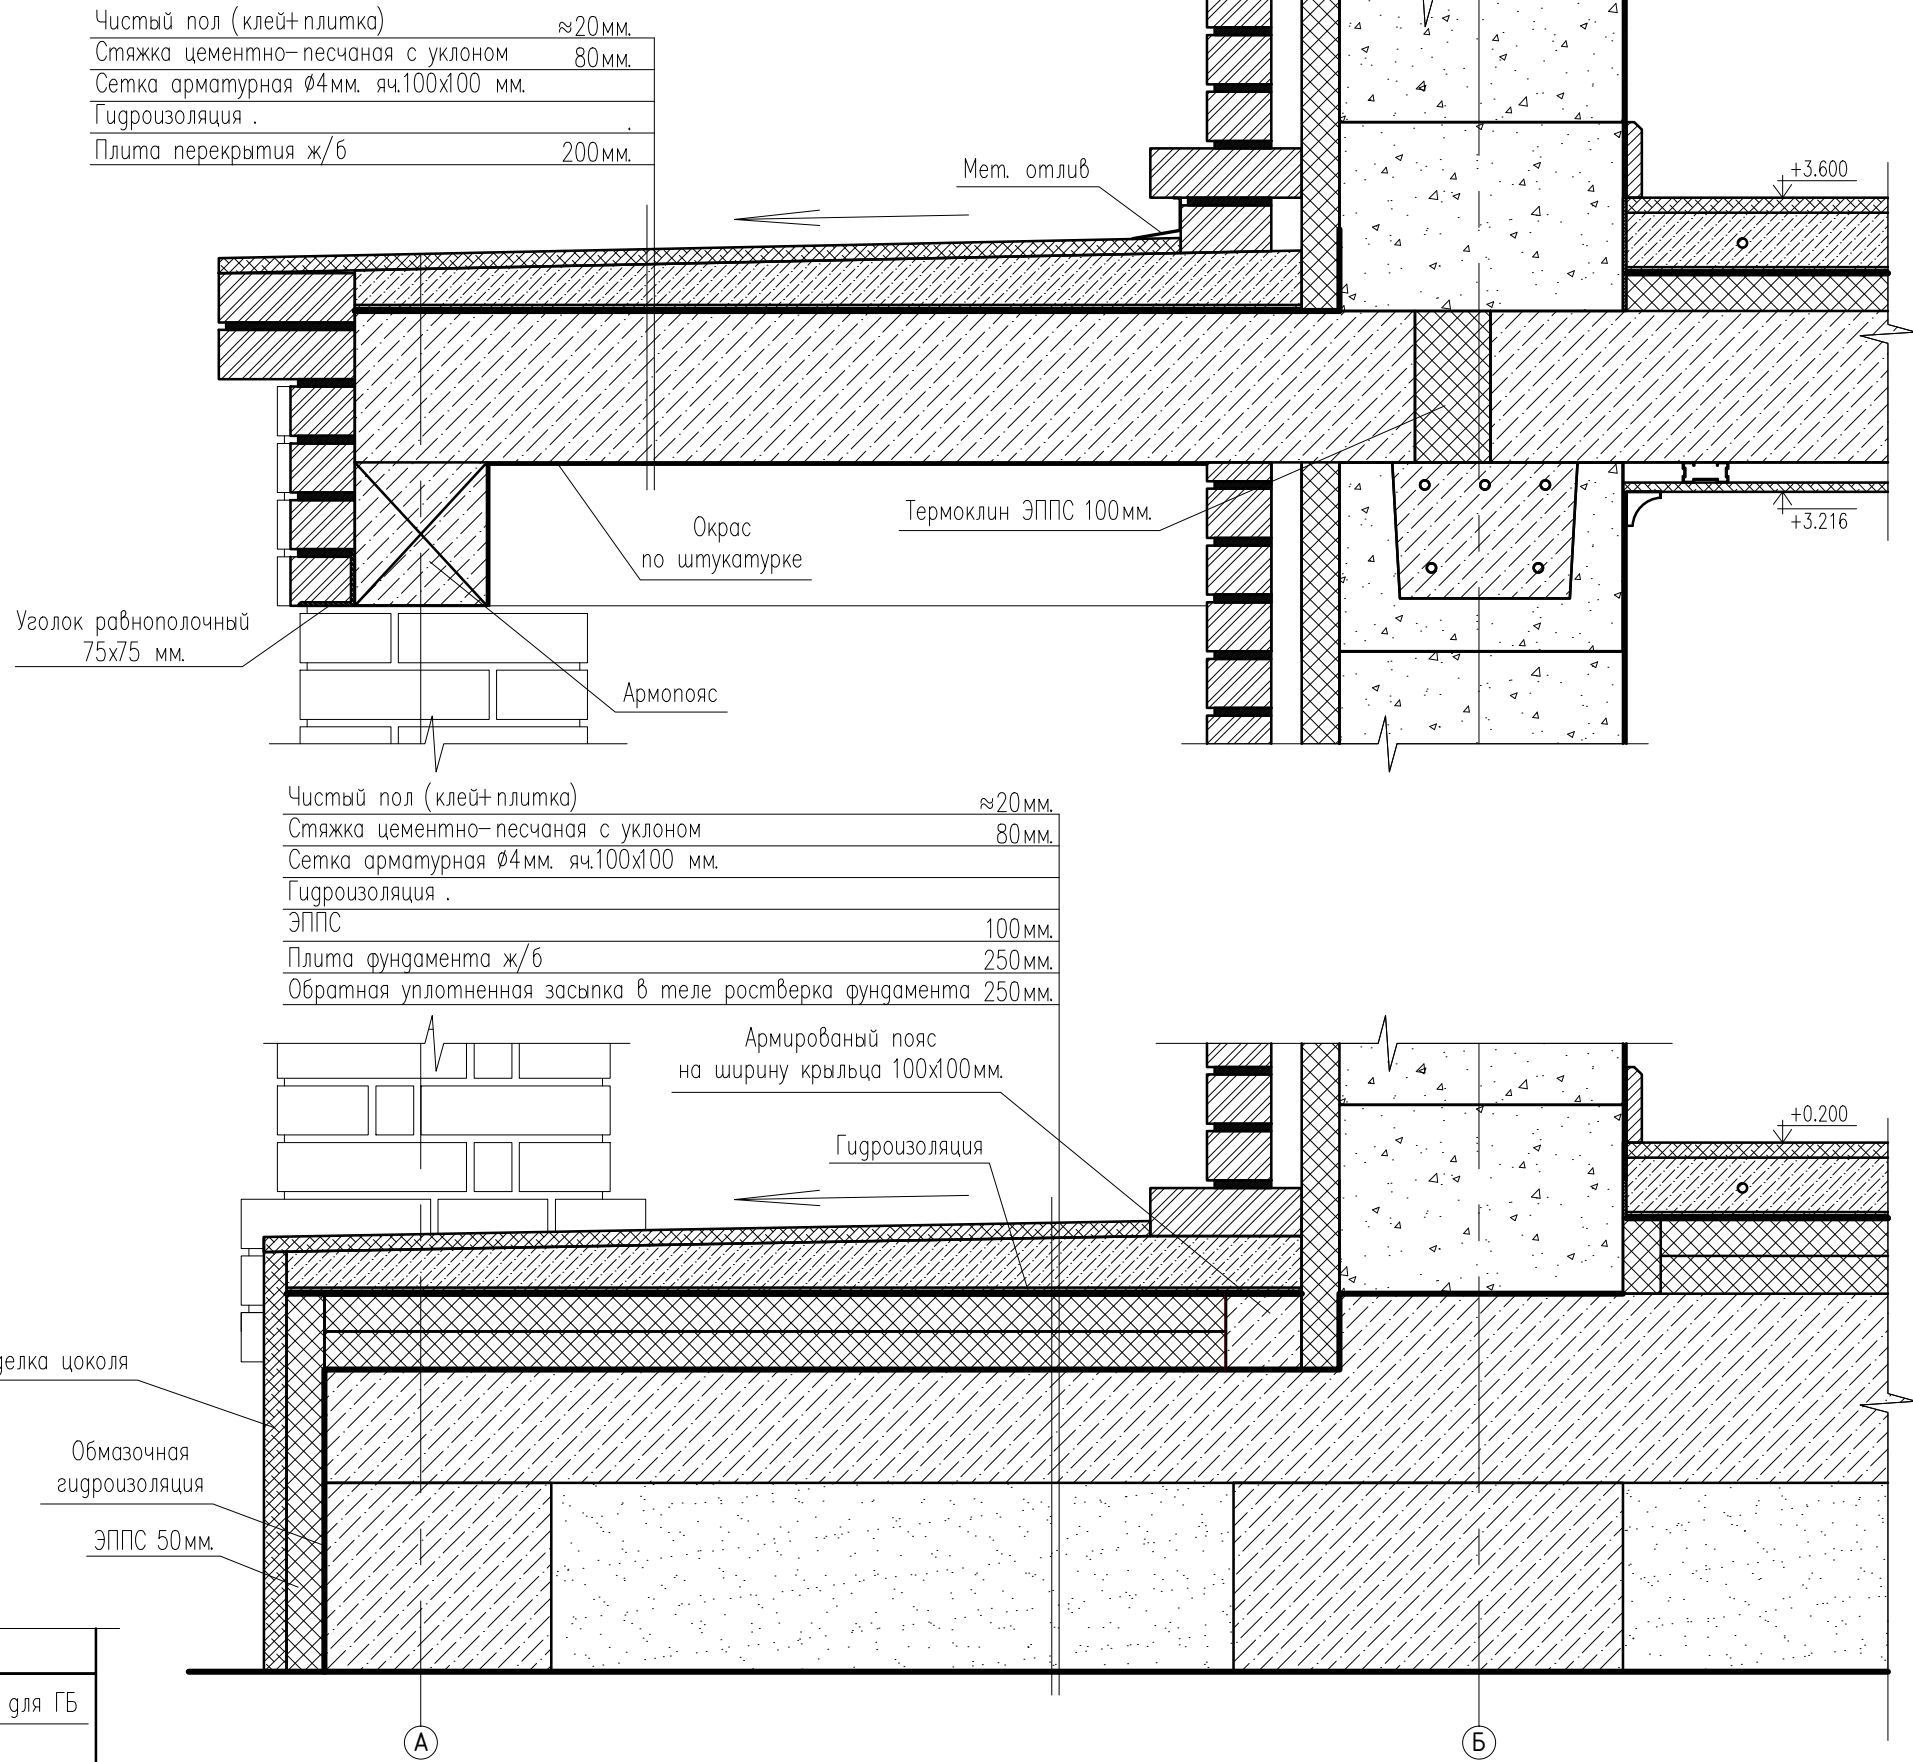 Чистый пол (клей+плитка) ≈20мм.
Стяжка цементно-песчаная с уклоном 80мм.
Сетка арматурная Ø4мм. яч.100х100 мм.
Гидроизоляция . .
Плита перекрытия ж/б 200мм.
Мет. отлив
+3.600
Термоклин ЭППС 100мм.
+3.216
Окрас
по штукатурке
Уголок равнополочный
75х75 мм.
Армопояс
Чистый пол (клей+плитка) ≈20мм.
Стяжка цементно-песчаная с уклоном 80мм.
Сетка арматурная Ø4мм. яч.100х100 мм.
Гидроизоляция .
ЭППС 100мм.
Плита фундамента ж/б 250мм.
Обратная уплотненная засыпка в теле ростверка фундамента 250мм.
Армированый пояс
на ширину крыльца 100х100мм.
Гидроизоляция
+0.200
делка цоколя
Обмазочная
гидроизоляция
ЭППС 50мм.
для ГБ
А
Б